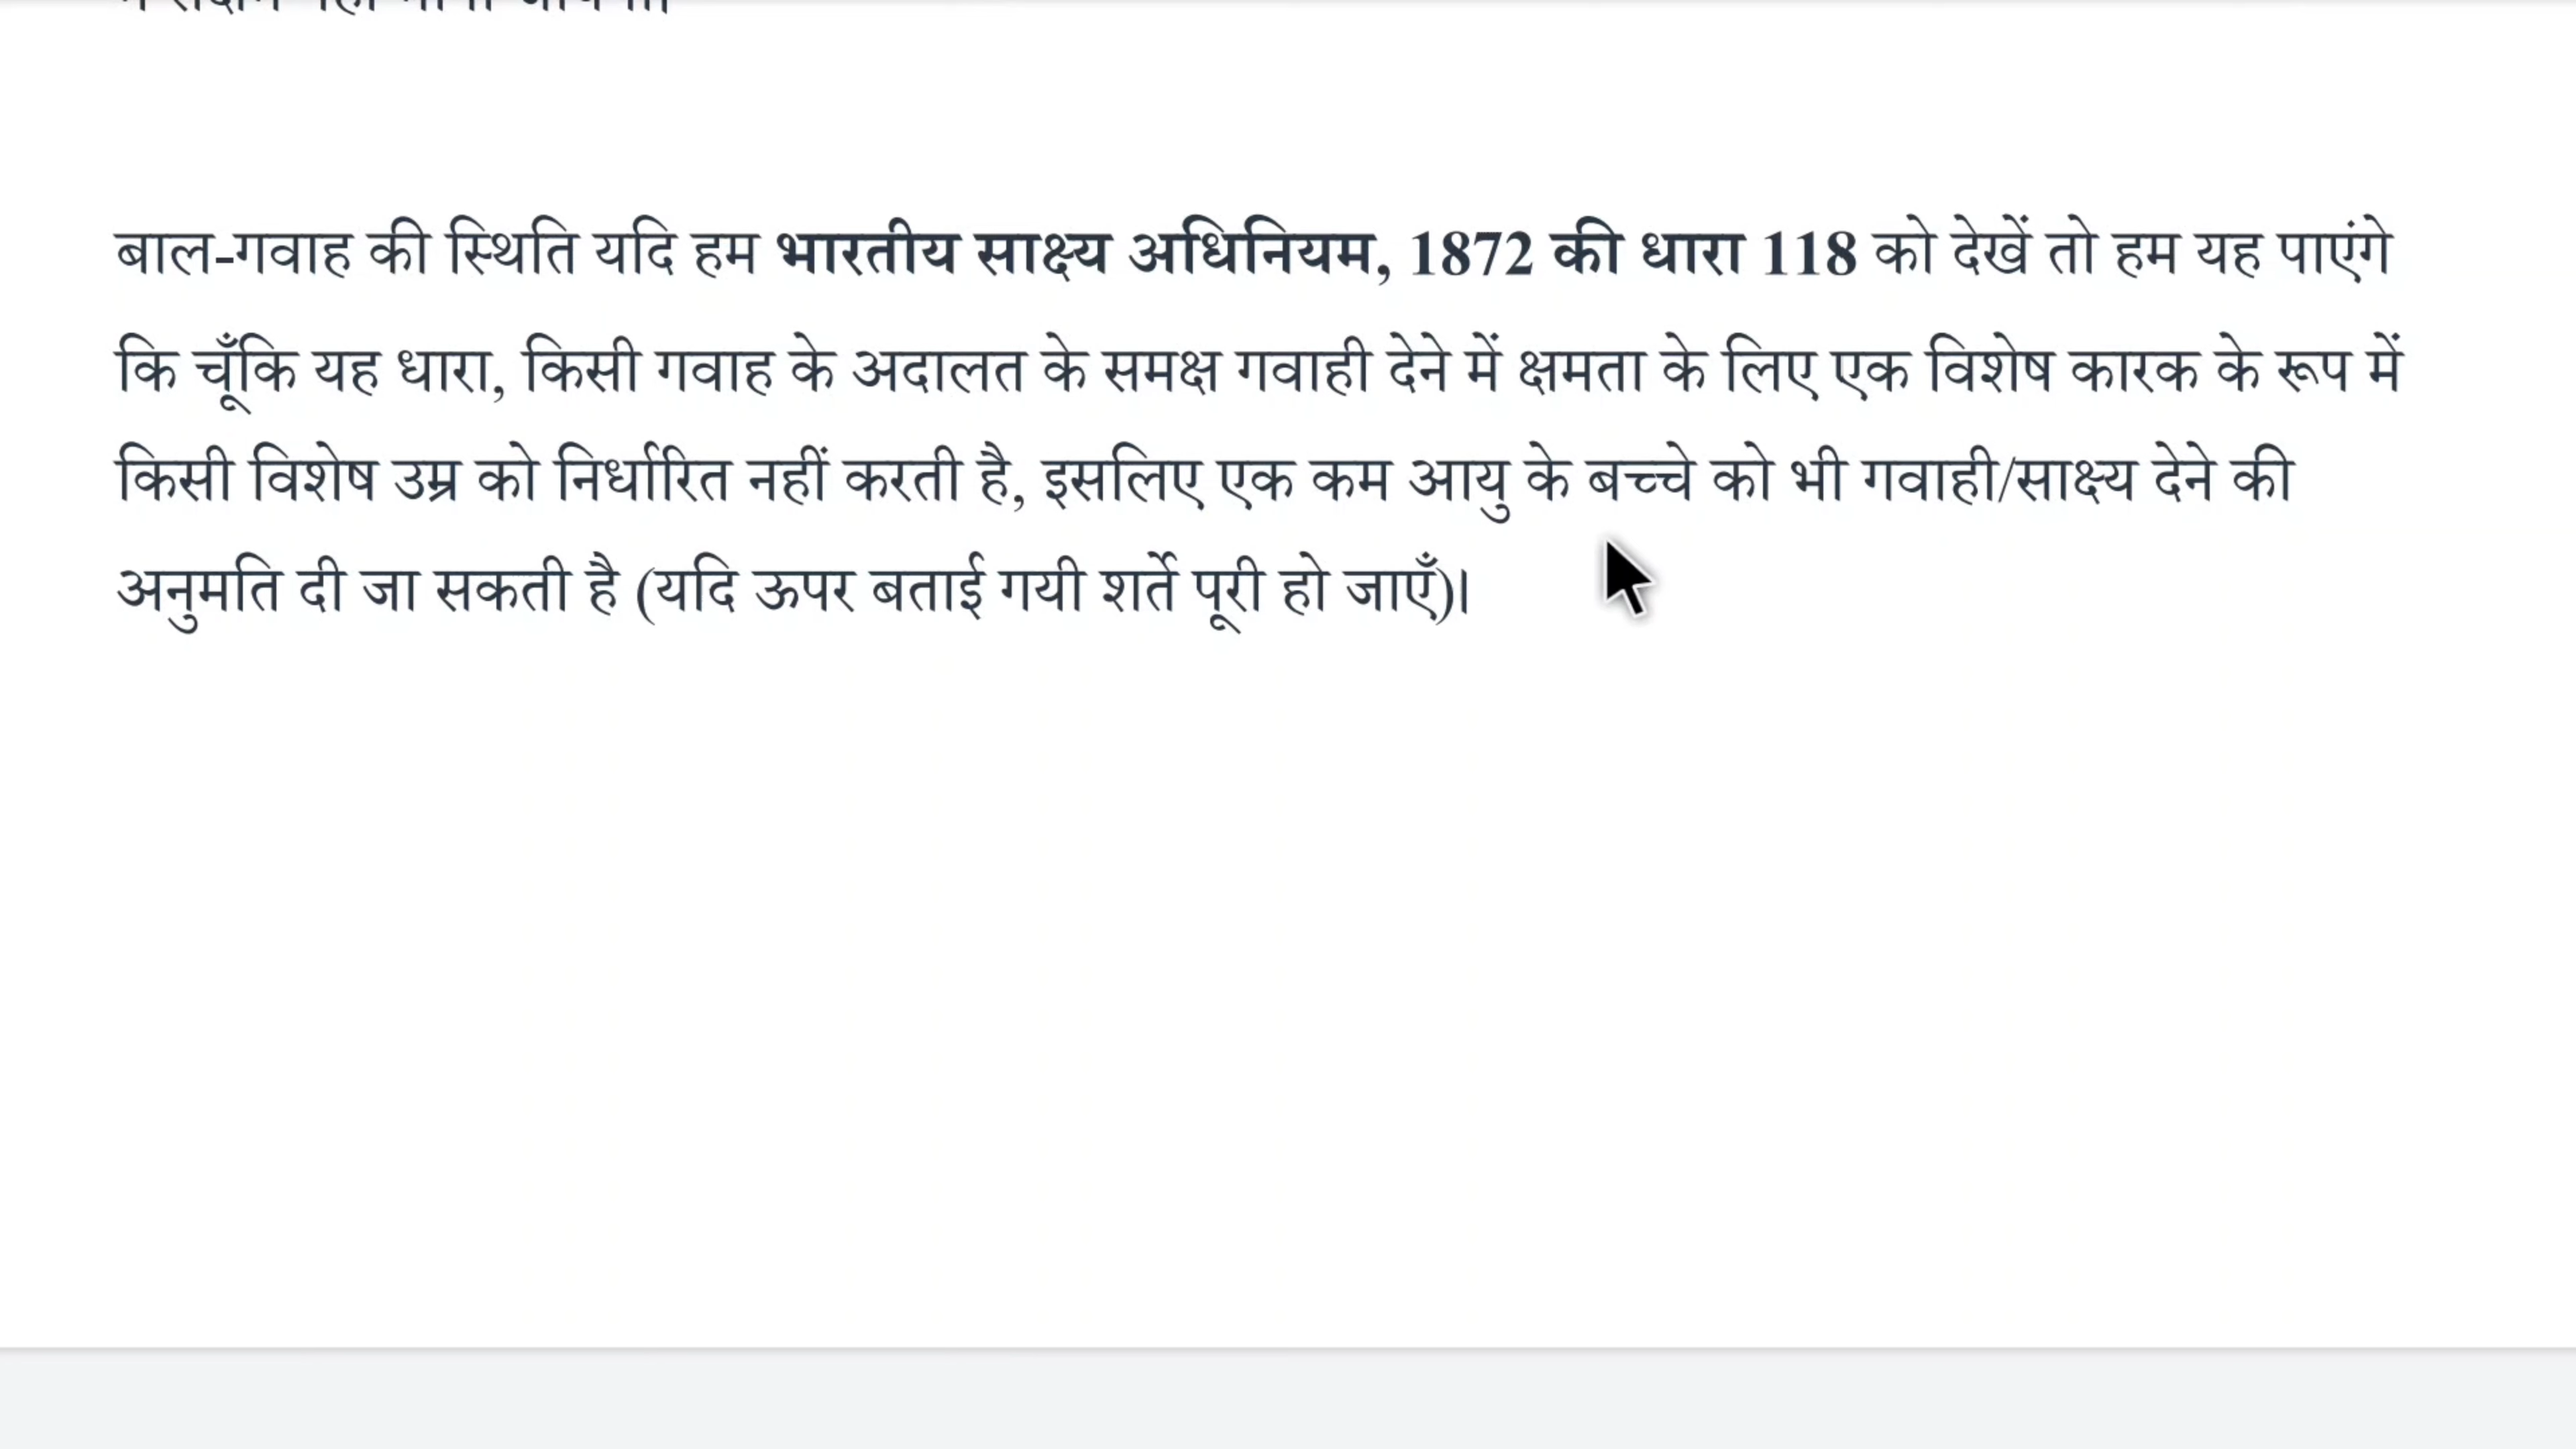 बाल-गवाह की स्थिति यदि हम भारतीय साक्ष्य अधिनियम, 1872 की धारा 118 को देखें तो हम यह पाएंगे
कि चूँकि यह धारा, किसी गवाह के अदालत के समक्ष गवाही देने में क्षमता के लिए एक विशेष कारक के रूप में
किसी विशेष उम्र को निर्धारित नहीं करती है, इसलिए एक कम आयु के बच्चे को भी गवाही/साक्ष्य देने की
अनुमति दी जा सकती है (यदि ऊपर बताई गयी शर्ते पूरी हो जाएँ)।